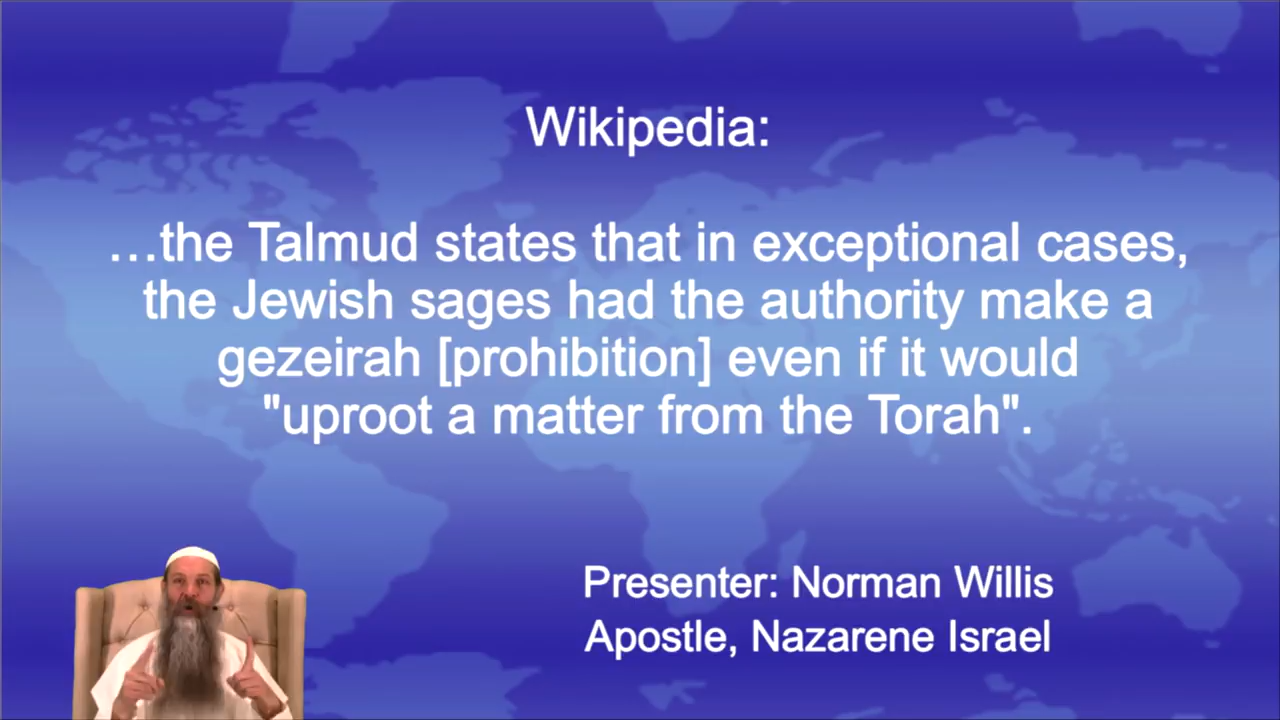 Wikipedia:
…the Talmud states that in exceptional cases,
the Jewish sages had the authority make a
gezeirah [prohibition] even if it would
"uproot a matter from the Torah".
Presenter: Norman Willis
Apostle, Nazarene Israel